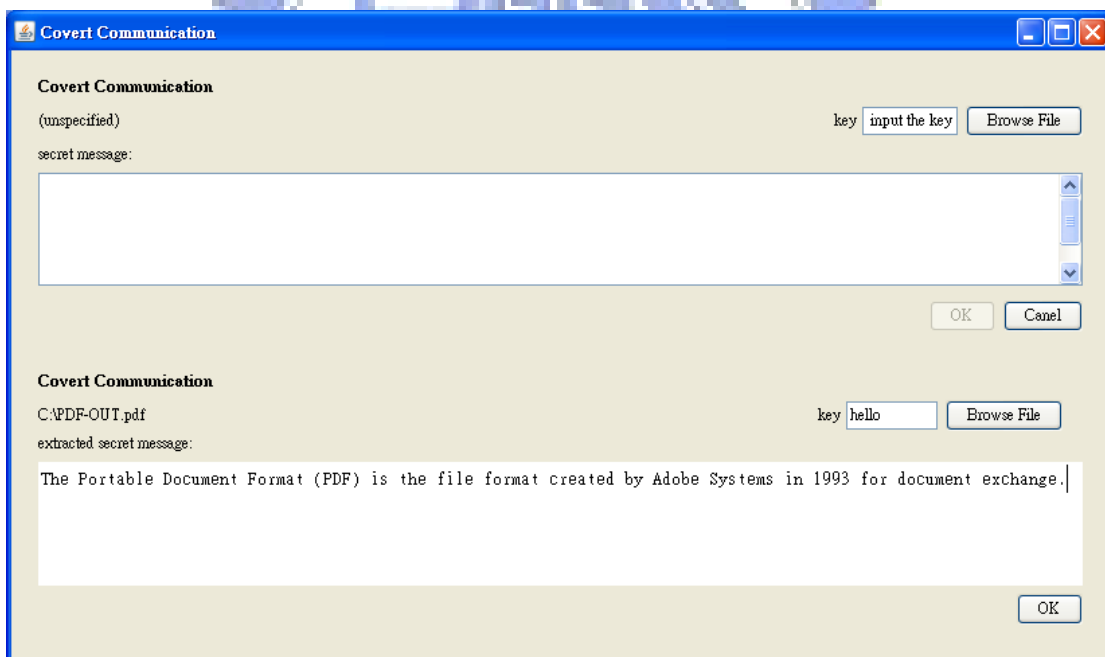 Covert Communication
Covert Communication
(unspecified) key input the key Browse File
secret message:
OK Canel
Covert Communication
C:\PDF-OUT.pdf key hello Browse File
extracted secret message:
The Portable Document Format (PDF) is the file format created by Adobe Systems in 1993 for document exchange.
OK